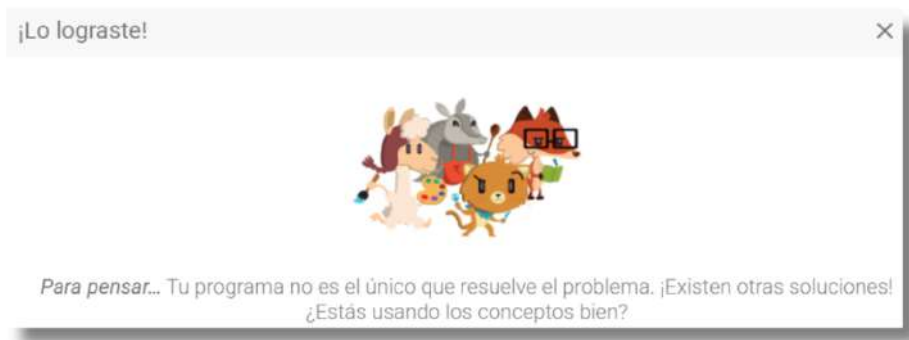 ¡Lo lograste!
Para pensar... Tu programa no es el único que resuelve el problema. ¡Existen otras soluciones!
¿Estás usando los conceptos bien?